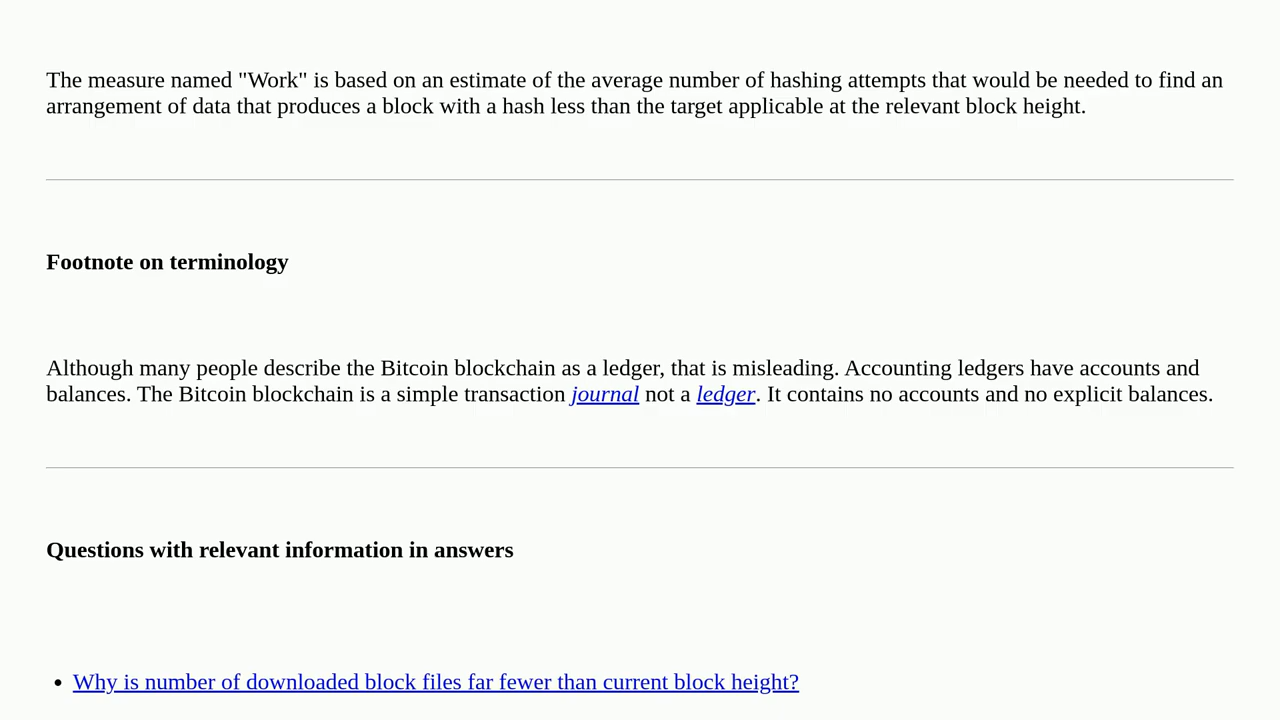 The measure named "Work" is based on an estimate of the average number of hashing attempts that would be needed to find an
arrangement of data that produces a block with a hash less than the target applicable at the relevant block height.
Footnote on terminology
Although many people describe the Bitcoin blockchain as a ledger, that is misleading. Accounting ledgers have accounts and
balances. The Bitcoin blockchain is a simple transaction journal not a ledger. It contains no accounts and no explicit balances.
Questions with relevant information in answers
• Why is number of downloaded block files far fewer than current block height?